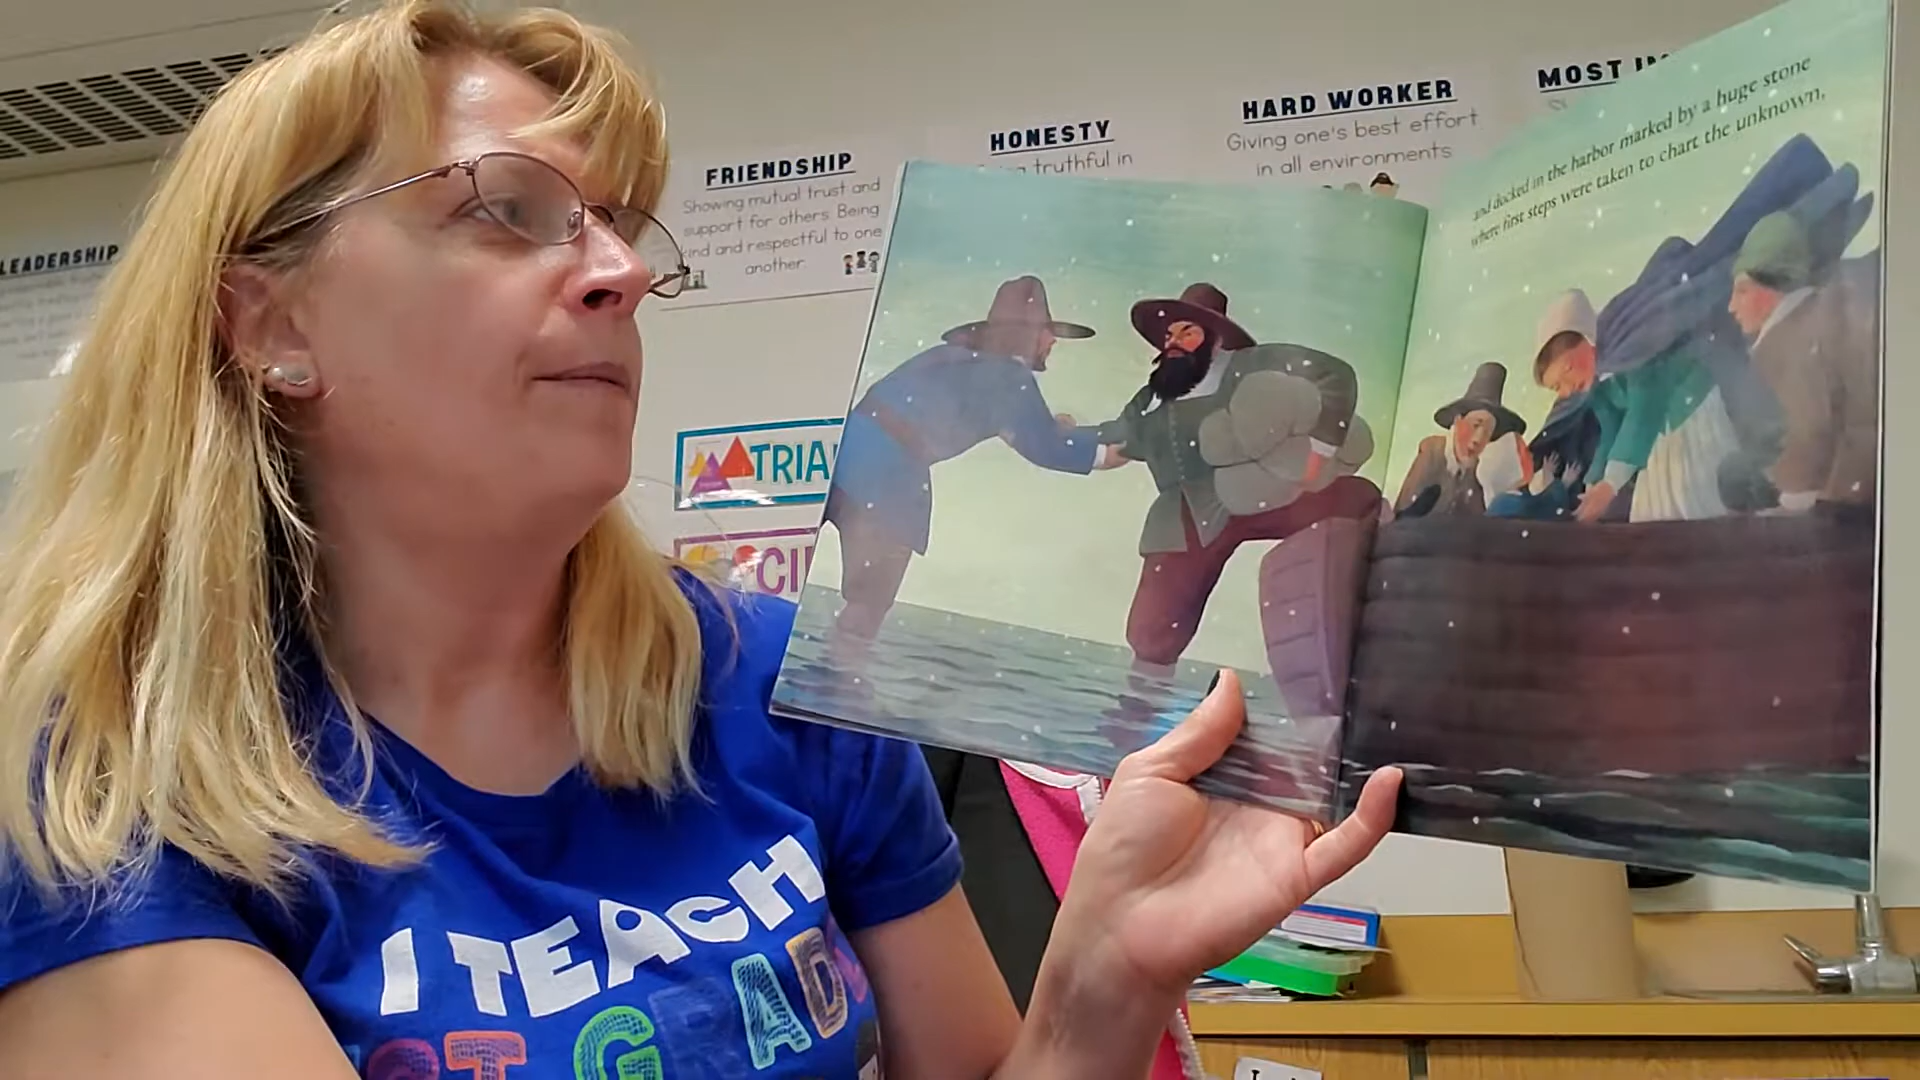 LEADERSHIP
FRIENDSHIP
Showing mutual trust and
support for others. Being
kind and respectful to one
another.
HONESTY
truthful in
HARD WORKER
Giving one's best effort
in all environments
MOST
and docked in the harbor marked by a huge stone
where first steps were taken to chart the unknown,
TRIA
CI
I TEACH
ST GRAD